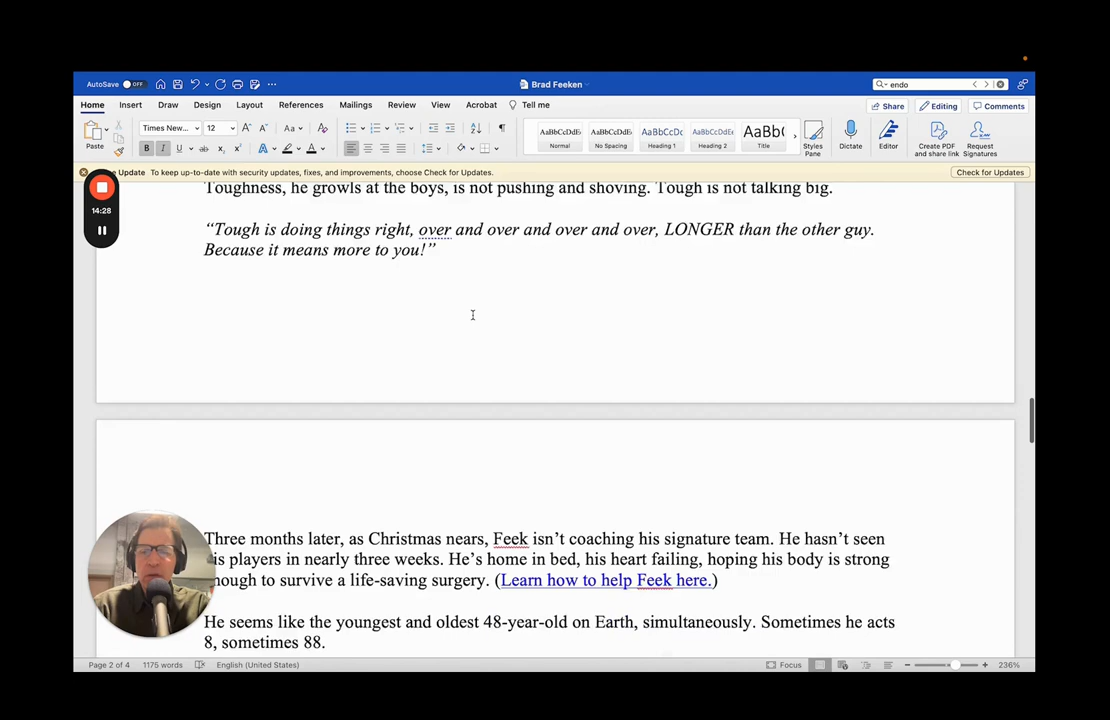 AutoSave OFF
Brad Feeken
endo
Home Insert Draw Design Layout References Mailings Review View Acrobat Tell me
Share Editing Comments
Times New... 12
Paste
AaBbCcDdEe AaBbCcDdEe AaBbCcDc AaBbCcDdEe AaBb(
Normal No Spacing Heading 1 Heading 2 Title
Styles Pane
Dictate
Editor
Create PDF and share link
Request Signatures
Update To keep up-to-date with security updates, fixes, and improvements, choose Check for Updates.
Check for Updates
14:28
Toughness, he growls at the boys, is not pushing and shoving. Tough is not talking big.
“Tough is doing things right, over and over and over and over, LONGER than the other guy.
Because it means more to you!”
Three months later, as Christmas nears, Feek isn’t coaching his signature team. He hasn’t seen
is players in nearly three weeks. He’s home in bed, his heart failing, hoping his body is strong
nough to survive a life-saving surgery. (Learn how to help Feek here.)
He seems like the youngest and oldest 48-year-old on Earth, simultaneously. Sometimes he acts
8, sometimes 88.
Page 2 of 4 1175 words English (United States)
Focus
236%